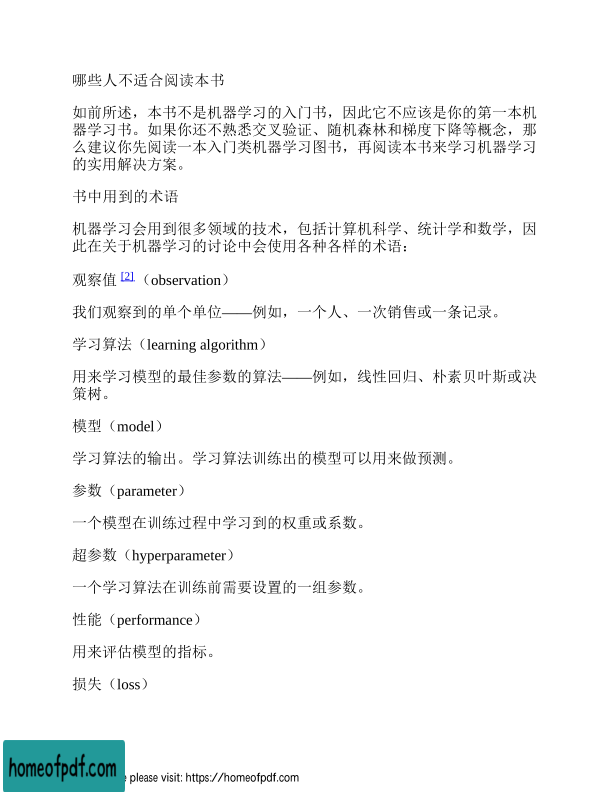 哪些人不适合阅读本书
如前所述，本书不是机器学习的入门书，因此它不应该是你的第一本机
器学习书。如果你还不熟悉交叉验证、随机森林和梯度下降等概念，那
么建议你先阅读一本入门类机器学习图书，再阅读本书来学习机器学习
的实用解决方案。
书中用到的术语
机器学习会用到很多领域的技术，包括计算机科学、统计学和数学，因
此在关于机器学习的讨论中会使用各种各样的术语：
观察值 [2]（observation）
我们观察到的单个单位——例如，一个人、一次销售或一条记录。
学习算法（learning algorithm）
用来学习模型的最佳参数的算法——例如，线性回归、朴素贝叶斯或决
策树。
模型（model）
学习算法的输出。学习算法训练出的模型可以用来做预测。
参数（parameter）
一个模型在训练过程中学习到的权重或系数。
超参数（hyperparameter）
一个学习算法在训练前需要设置的一组参数。
性能（performance）
用来评估模型的指标。
损失（loss）
homeofpdf.com
e please visit: https://homeofpdf.com